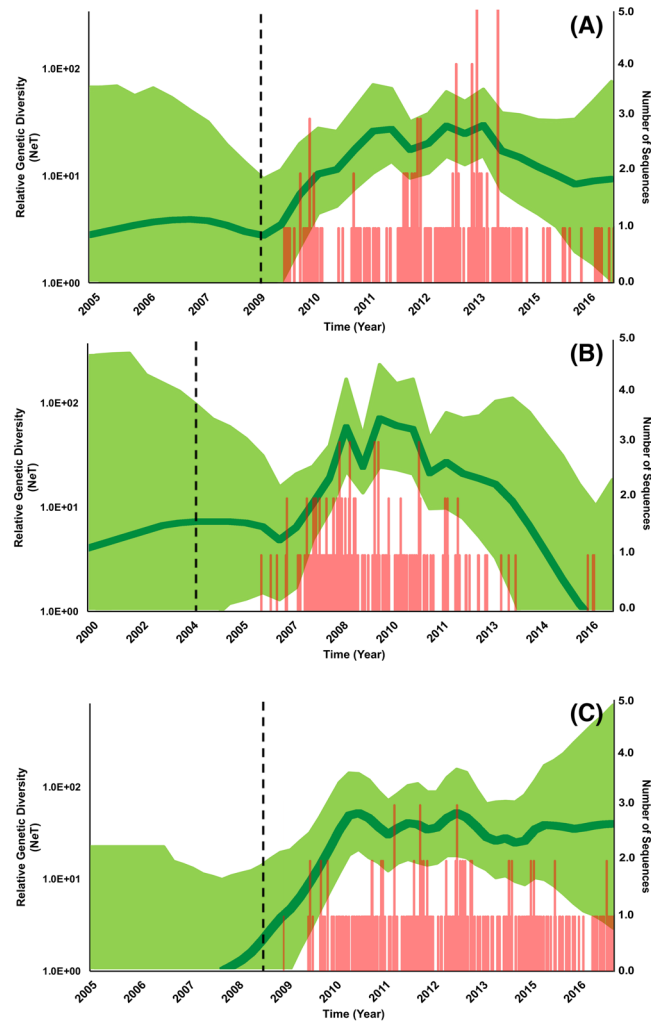 (A)
5.0
4.0
3.0
2.0
1.0
0.0
Number of Sequences
1.0E+02
1.0E+01
1.0E+00
Relative Genetic Diversity
(NeT)
2005 2006 2007 2009 2010 2011 2012 2013 2015 2016
Time (Year)
(B)
5.0
4.0
3.0
2.0
1.0
0.0
Number of Sequences
1.0E+02
1.0E+01
1.0E+00
Relative Genetic Diversity
(NeT)
2000 2002 2004 2005 2007 2008 2010 2011 2013 2014 2016
Time (Year)
(C)
5.0
4.0
3.0
2.0
1.0
0.0
Number of Sequences
1.0E+02
1.0E+01
1.0E+00
Relative Genetic Diversity
(NeT)
2005 2006 2007 2008 2009 2010 2011 2012 2013 2015 2016
Time (Year)